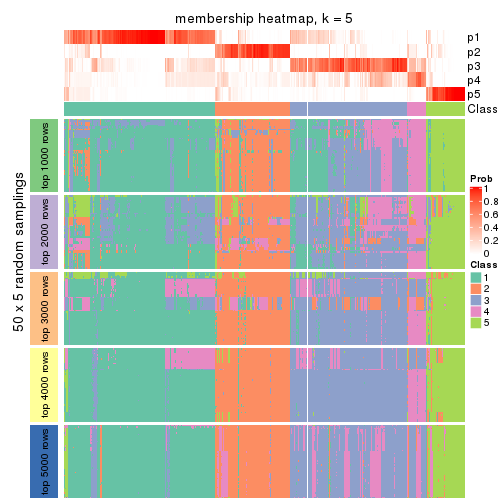 membership heatmap, k = 5
p1
p2
p3
p4
p5
Class
50 x 5 random samplings
top 1000 rows
top 2000 rows
top 3000 rows
top 4000 rows
top 5000 rows
Prob
1
0.8
0.6
0.4
0.2
0
Class
1
2
3
4
5